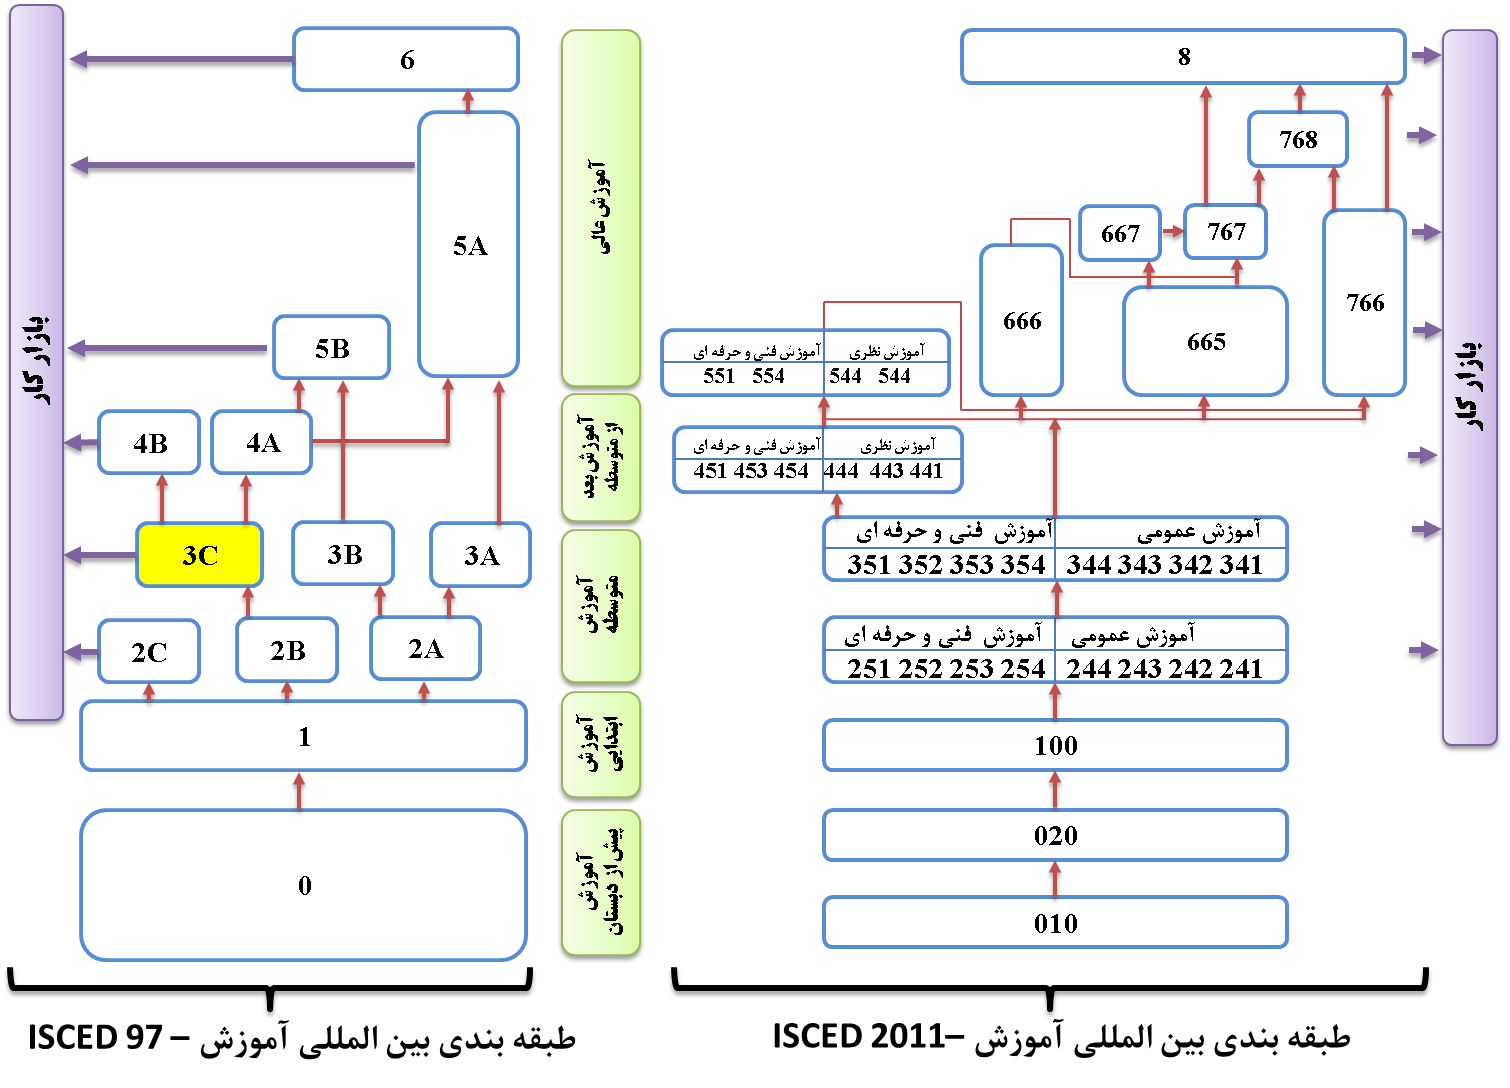 بازار کار
6
5A
5B
4B
4A
3C
3B
3A
2C
2B
2A
1
0
طبقه بندی بین المللی آموزش – ISCED 97
آموزش عالی
آموزش بعد
از متوسطه
آموزش
متوسطه
آموزش
ابتدایی
آموزش
پیش از دبستان
8
768
667
767
666
665
766
آموزش فنی و حرفه ای آموزش نظری
551 554 544 544
آموزش فنی و حرفه ای آموزش نظری
451 453 454 444 443 441
آموزش فنی و حرفه ای آموزش عمومی
351 352 353 354 344 343 342 341
آموزش فنی و حرفه ای آموزش عمومی
251 252 253 254 244 243 242 241
100
020
010
طبقه بندی بین المللی آموزش –ISCED 2011
بازار کار